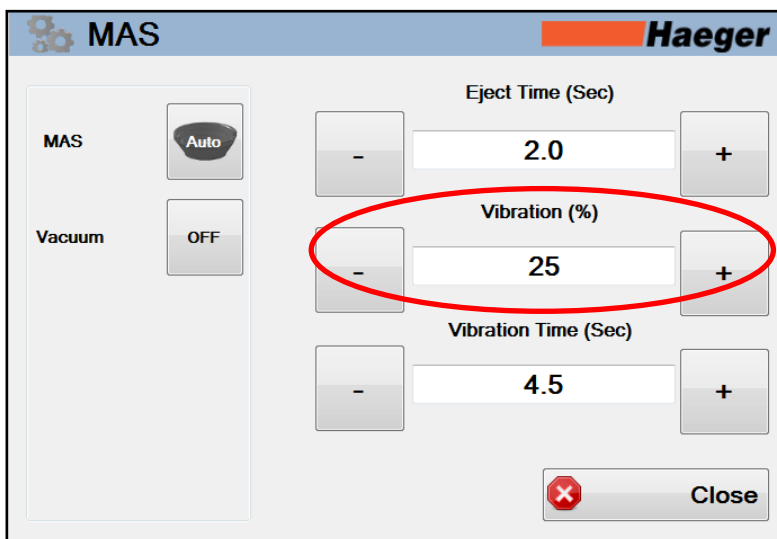 MAS
Haeger
MAS
Auto
Vacuum
OFF
Eject Time (Sec)
- 2.0 +
Vibration (%)
- 25 +
Vibration Time (Sec)
- 4.5 +
Close